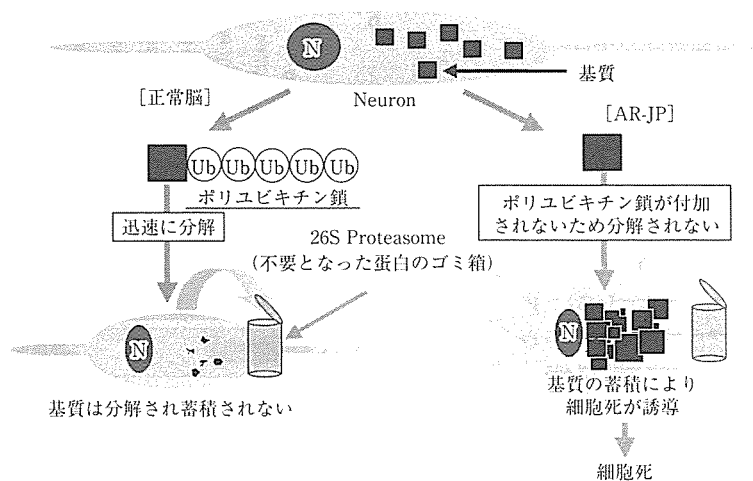 N
基質
[正常脳]
Neuron
[AR-JP]
Ub Ub Ub Ub Ub
ポリユビキチン鎖
迅速に分解
ポリユビキチン鎖が付加
されないため分解されない
26S Proteasome
(不要となった蛋白のゴミ箱)
N
N
基質は分解され蓄積されない
基質の蓄積により
細胞死が誘導
細胞死